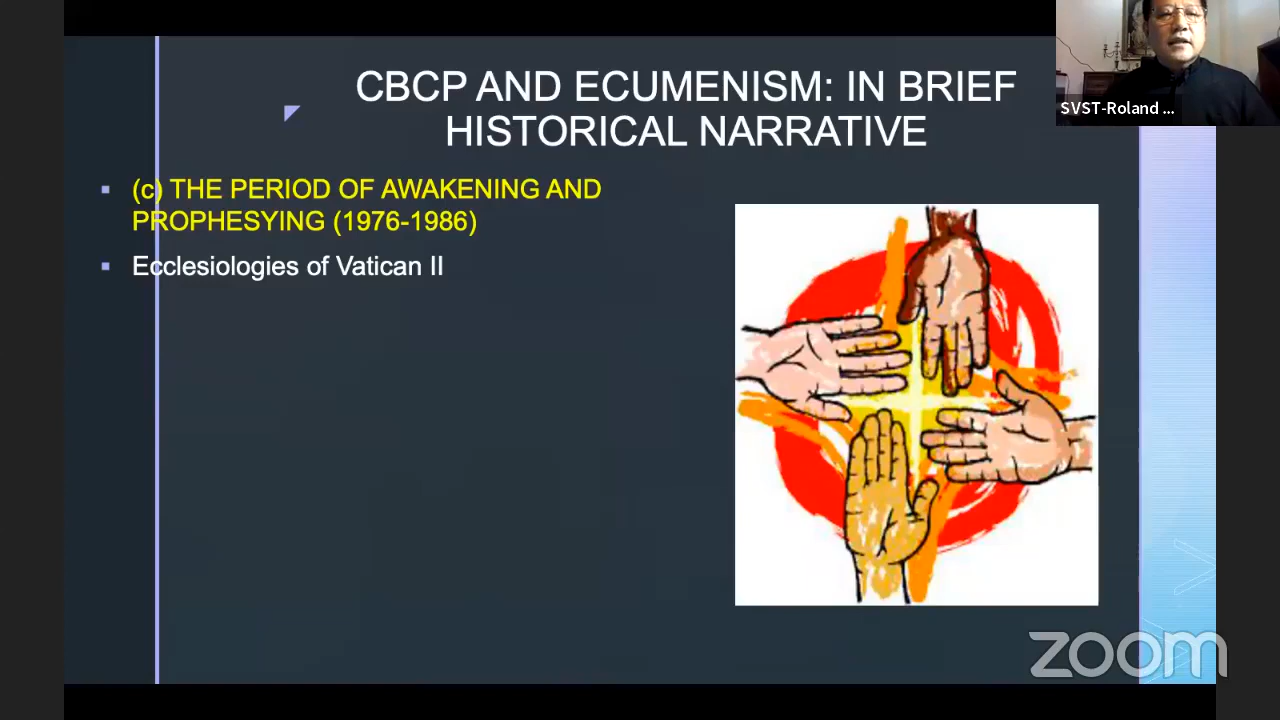 CBCP AND ECUMENISM: IN BRIEF
HISTORICAL NARRATIVE
SVST-Roland ...
(c) THE PERIOD OF AWAKENING AND
PROPHESYING (1976-1986)
Ecclesiologies of Vatican II
zoom